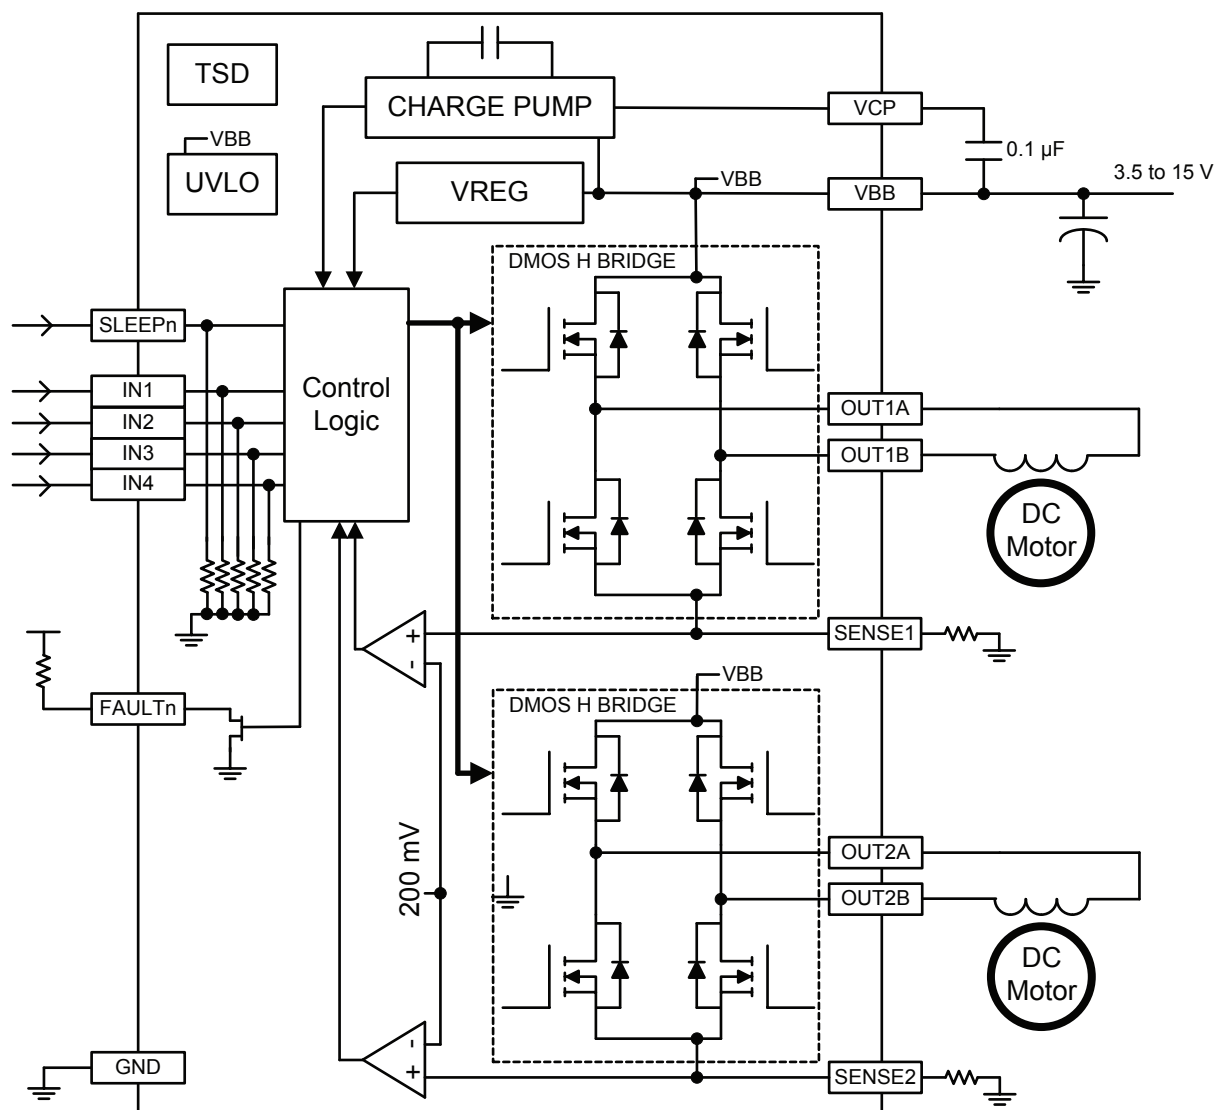 TSD
CHARGE PUMP
VCP
VBB
UVLO
0.1 µF
VREG
VBB
VBB
3.5 to 15 V
DMOS H BRIDGE
SLEEPn
IN1
IN2
IN3
IN4
Control
Logic
OUT1A
OUT1B
DC
Motor
+
-
SENSE1
FAULTn
VBB
DMOS H BRIDGE
200 mV
OUT2A
OUT2B
DC
Motor
-
+
GND
SENSE2